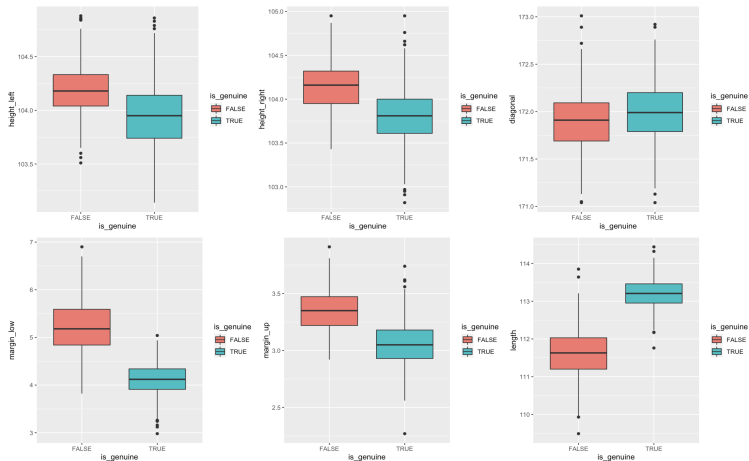 height_left
104.5
104.0
103.5
FALSE
TRUE
is_genuine
is_genuine
FALSE
TRUE
height_right
105.0
104.5
104.0
103.5
103.0
FALSE
TRUE
is_genuine
is_genuine
FALSE
TRUE
diagonal
173.0
172.5
172.0
171.5
171.0
FALSE
TRUE
is_genuine
is_genuine
FALSE
TRUE
margin_low
7
6
5
4
3
FALSE
TRUE
is_genuine
is_genuine
FALSE
TRUE
margin_up
3.5
3.0
2.5
FALSE
TRUE
is_genuine
is_genuine
FALSE
TRUE
length
114
113
112
111
110
FALSE
TRUE
is_genuine
is_genuine
FALSE
TRUE